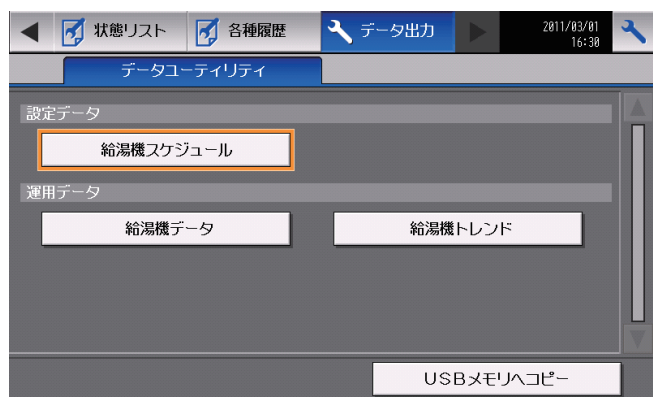 状態リスト 各種履歴 データ出力 2011/03/01
16:30
データユーティリティ
設定データ
給湯機スケジュール
運用データ
給湯機データ 給湯機トレンド
USBメモリへコピー